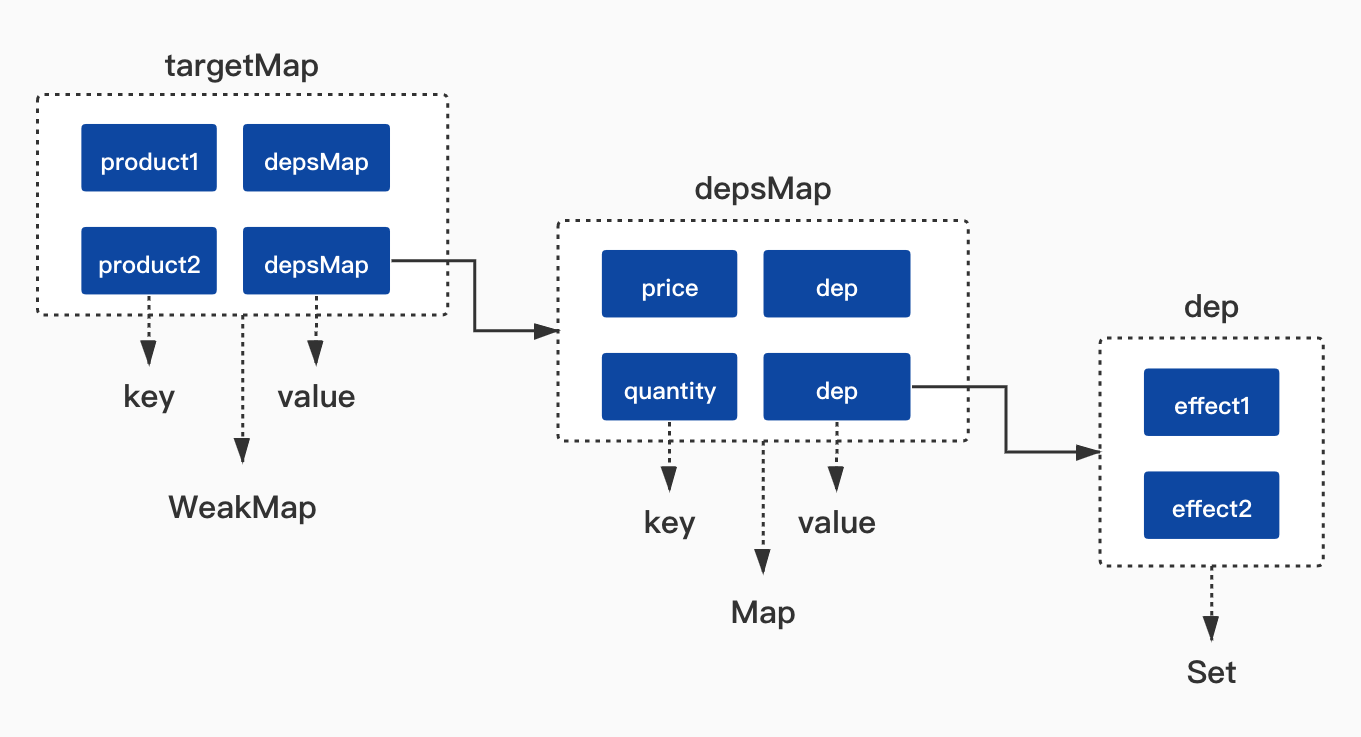 targetMap
product1 depsMap
product2 depsMap
key value
WeakMap
depsMap
price dep
quantity dep
key value
Map
dep
effect1
effect2
Set